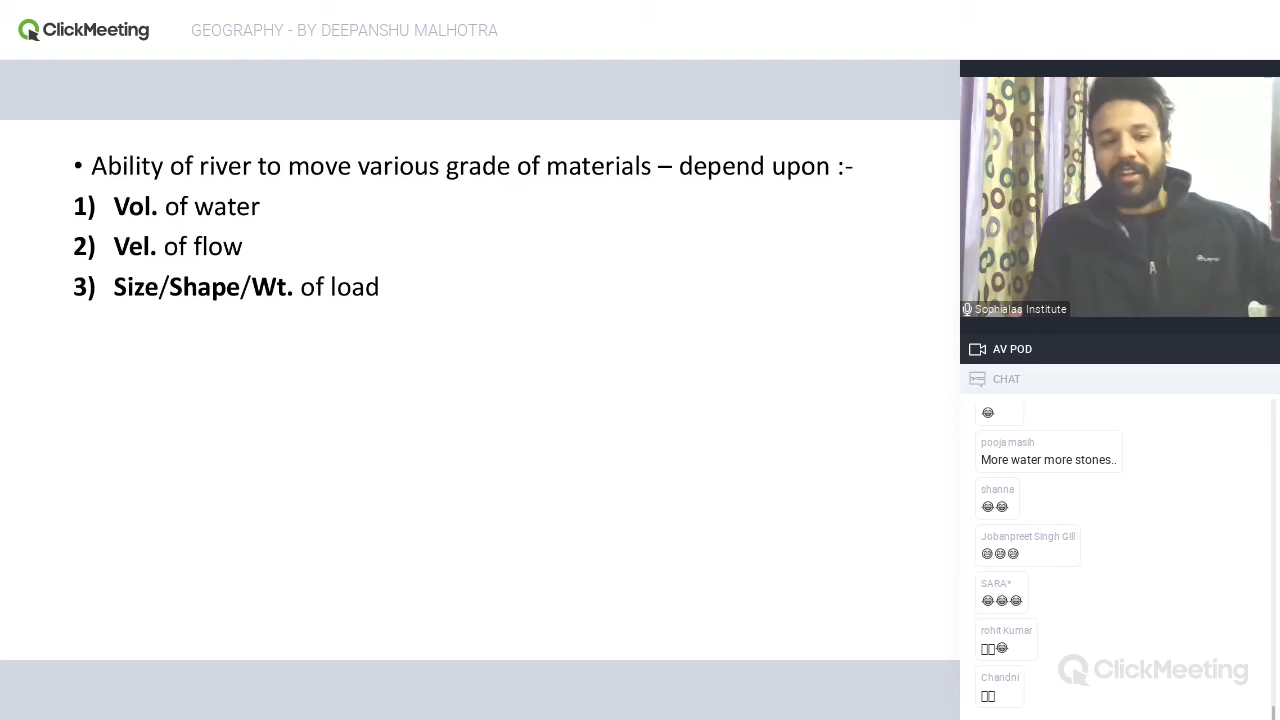 ClickMeeting
GEOGRAPHY - BY DEEPANSHU MALHOTRA
• Ability of river to move various grade of materials – depend upon :-
1) Vol. of water
2) Vel. of flow
3) Size/Shape/Wt. of load
Sophialas Institute
AV POD
CHAT
😂
pooja masih
More water more stones..
shanna
😂😂
Jobanpreet Singh Gill
😅😅😅
SARA*
😂😂😂
rohit Kumar
😂
Chandni
ClickMeeting